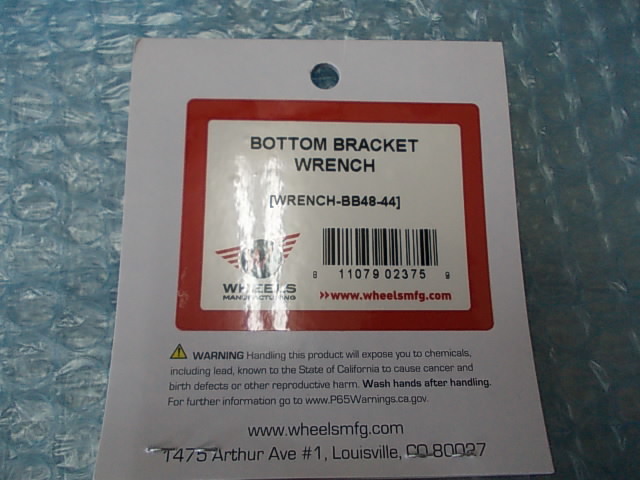 BOTTOM BRACKET
WRENCH
[WRENCH-BB48-44]
8 11079 02375 9
WHEELS
MANUFACTURING
>>www.wheelsmfg.com
WARNING Handling this product will expose you to chemicals,
including lead, known to the State of California to cause cancer and
birth defects or other reproductive harm. Wash hands after handling.
For further information go to www.P65Warnings.ca.gov.
www.wheelsmfg.com
1475 Arthur Ave #1, Louisville, CO 80027